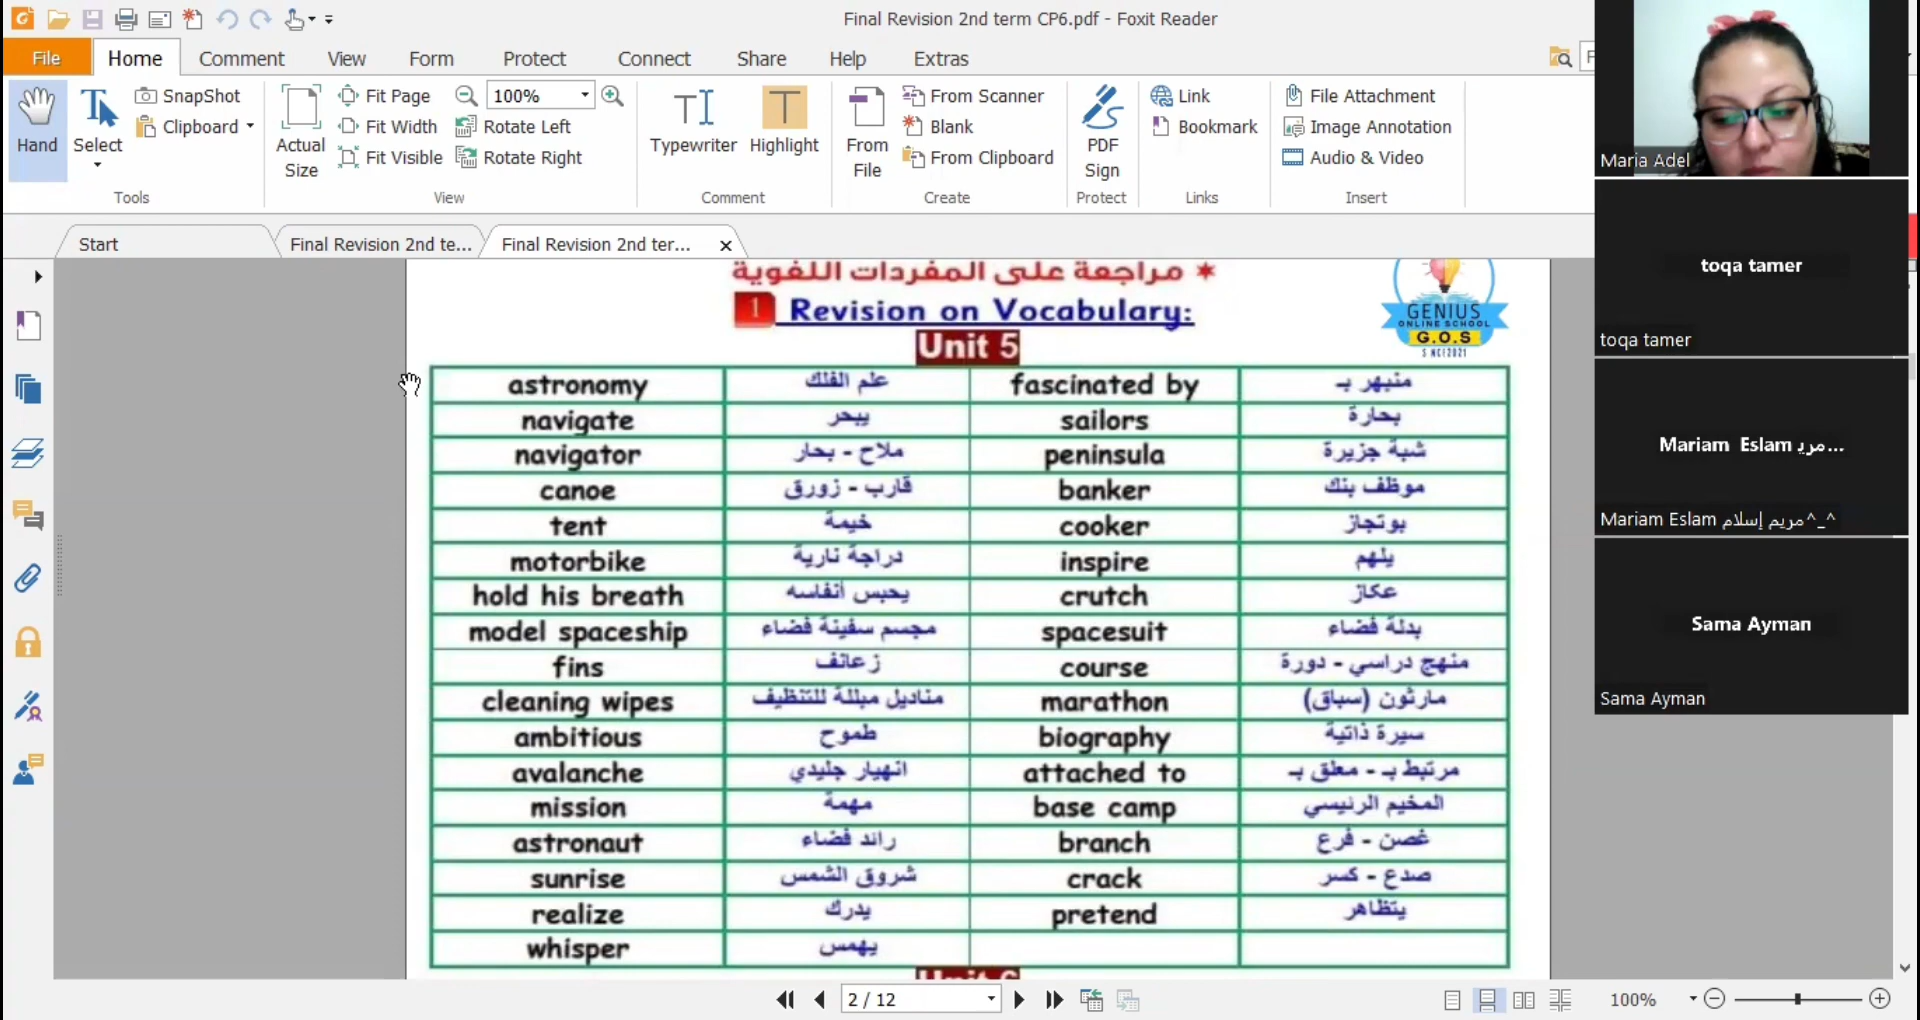 Final Revision 2nd term CP6.pdf - Foxit Reader
File
Home
Comment
View
Form
Protect
Connect
Share
Help
Extras
Hand
Select
SnapShot
Clipboard
Tools
Actual Size
Fit Page
Fit Width
Fit Visible
100%
Rotate Left
Rotate Right
View
Typewriter
Highlight
Comment
From File
From Scanner
Blank
From Clipboard
Create
PDF Sign
Protect
Link
Bookmark
Links
File Attachment
Image Annotation
Audio & Video
Insert
Start
Final Revision 2nd te...
Final Revision 2nd ter...
* مراجعة على المفردات اللغوية
1 Revision on Vocabulary:
Unit 5
GENIUS
ONLINE SCHOOL
G.O.S
SINCE 2021
astronomy علم الفلك fascinated by منبهر بـ
navigate يبحر sailors بحارة
navigator ملاح - بحار peninsula شبة جزيرة
canoe قارب - زورق banker موظف بنك
tent خيمة cooker بوتجاز
motorbike دراجة نارية inspire يلهم
hold his breath يحبس أنفاسه crutch عكاز
model spaceship مجسم سفينة فضاء spacesuit بدلة فضاء
fins زعانف course منهج دراسي - دورة
cleaning wipes مناديل مبللة للتنظيف marathon مارثون (سباق)
ambitious طموح biography سيرة ذاتية
avalanche انهيار جليدي attached to مرتبط بـ - معلق بـ
mission مهمة base camp المخيم الرئيسي
astronaut رائد فضاء branch غصن - فرع
sunrise شروق الشمس crack صدع - كسر
realize يدرك pretend يتظاهر
whisper يهمس
Unit 6
2 / 12
100%
Maria Adel
toqa tamer
toqa tamer
Mariam Eslam مري...
Mariam Eslam مريم إسلام^_^
Sama Ayman
Sama Ayman